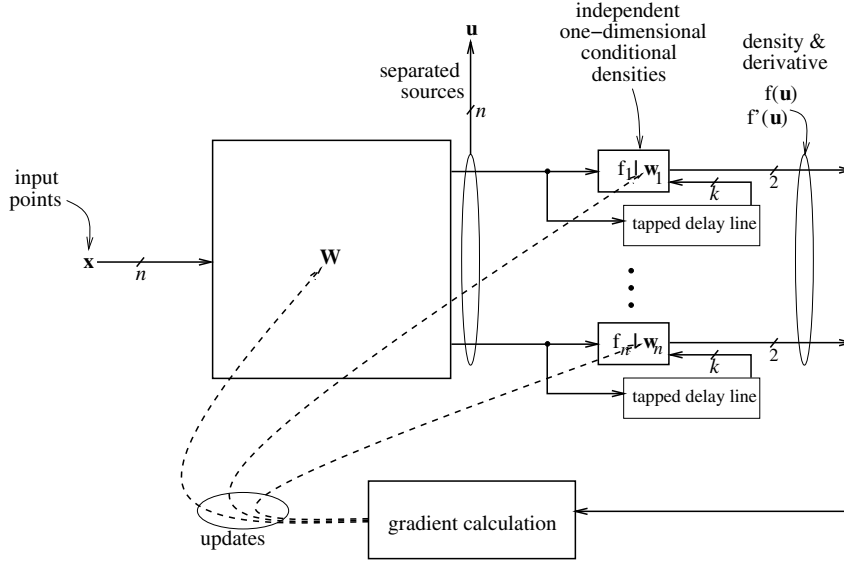 independent
one−dimensional
conditional
densities
u
separated
sources
n
density &
derivative
f(u)
f'(u)
input
points
x
n
W
f1 | w1
2
k
tapped delay line
fn | wn
2
k
tapped delay line
gradient calculation
updates